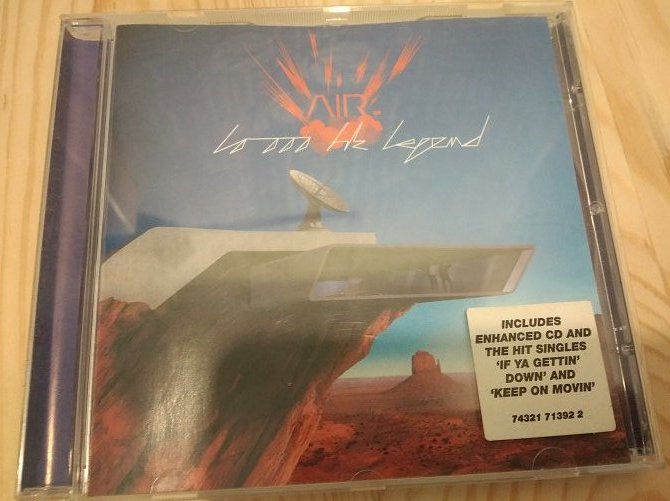 AIR
10 000 Hz Legend
INCLUDES
ENHANCED CD AND
THE HIT SINGLES
'IF YA GETTIN'
DOWN' AND
'KEEP ON MOVIN'
74321 71392 2